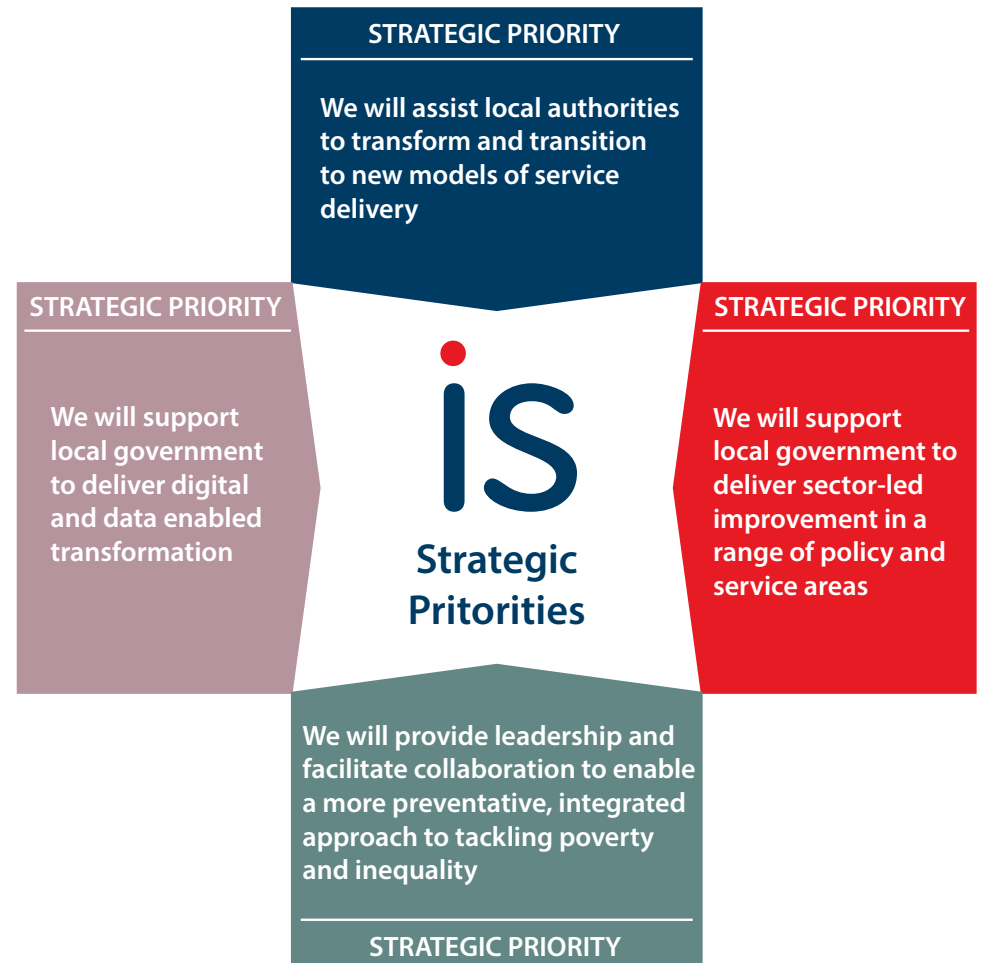 STRATEGIC PRIORITY
We will assist local authorities
to transform and transition
to new models of service
delivery
STRATEGIC PRIORITY
We will support
local government
to deliver digital
and data enabled
transformation
is
Strategic
Pritorities
STRATEGIC PRIORITY
We will support
local government to
deliver sector-led
improvement in a
range of policy and
service areas
We will provide leadership and
facilitate collaboration to enable
a more preventative, integrated
approach to tackling poverty
and inequality
STRATEGIC PRIORITY